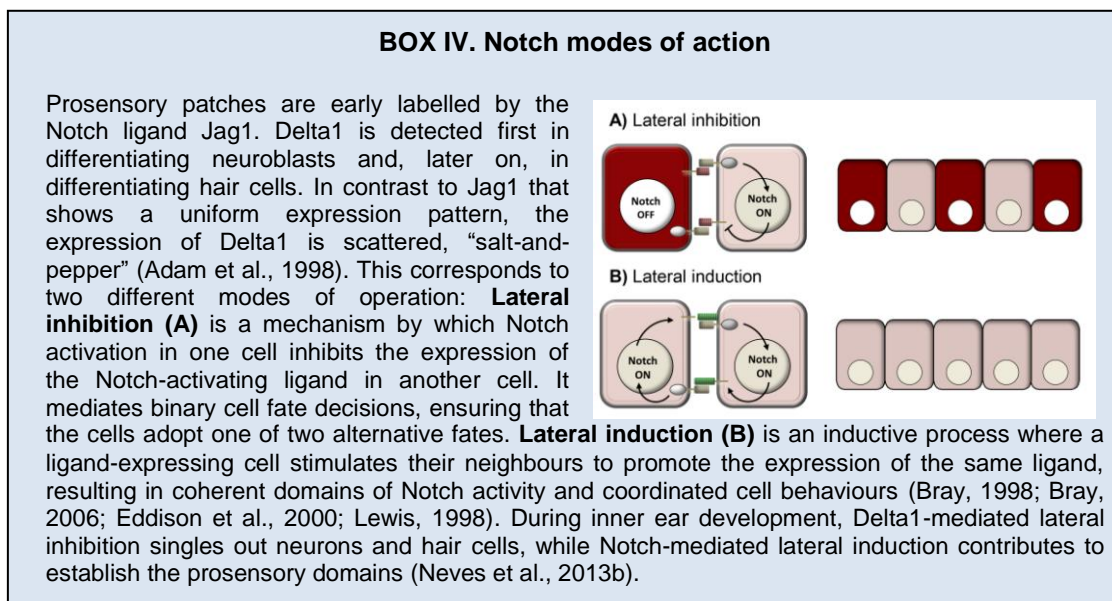 BOX IV. Notch modes of action
Prosensory patches are early labelled by the
Notch ligand Jag1. Delta1 is detected first in
differentiating neuroblasts and, later on, in
differentiating hair cells. In contrast to Jag1 that
shows a uniform expression pattern, the
expression of Delta1 is scattered, “salt-and-
pepper” (Adam et al., 1998). This corresponds to
two different modes of operation: Lateral
inhibition (A) is a mechanism by which Notch
activation in one cell inhibits the expression of
the Notch-activating ligand in another cell. It
mediates binary cell fate decisions, ensuring that
the cells adopt one of two alternative fates. Lateral induction (B) is an inductive process where a
ligand-expressing cell stimulates their neighbours to promote the expression of the same ligand,
resulting in coherent domains of Notch activity and coordinated cell behaviours (Bray, 1998; Bray,
2006; Eddison et al., 2000; Lewis, 1998). During inner ear development, Delta1-mediated lateral
inhibition singles out neurons and hair cells, while Notch-mediated lateral induction contributes to
establish the prosensory domains (Neves et al., 2013b).
A) Lateral inhibition
Notch
OFF
Notch
ON
B) Lateral induction
Notch
ON
Notch
ON